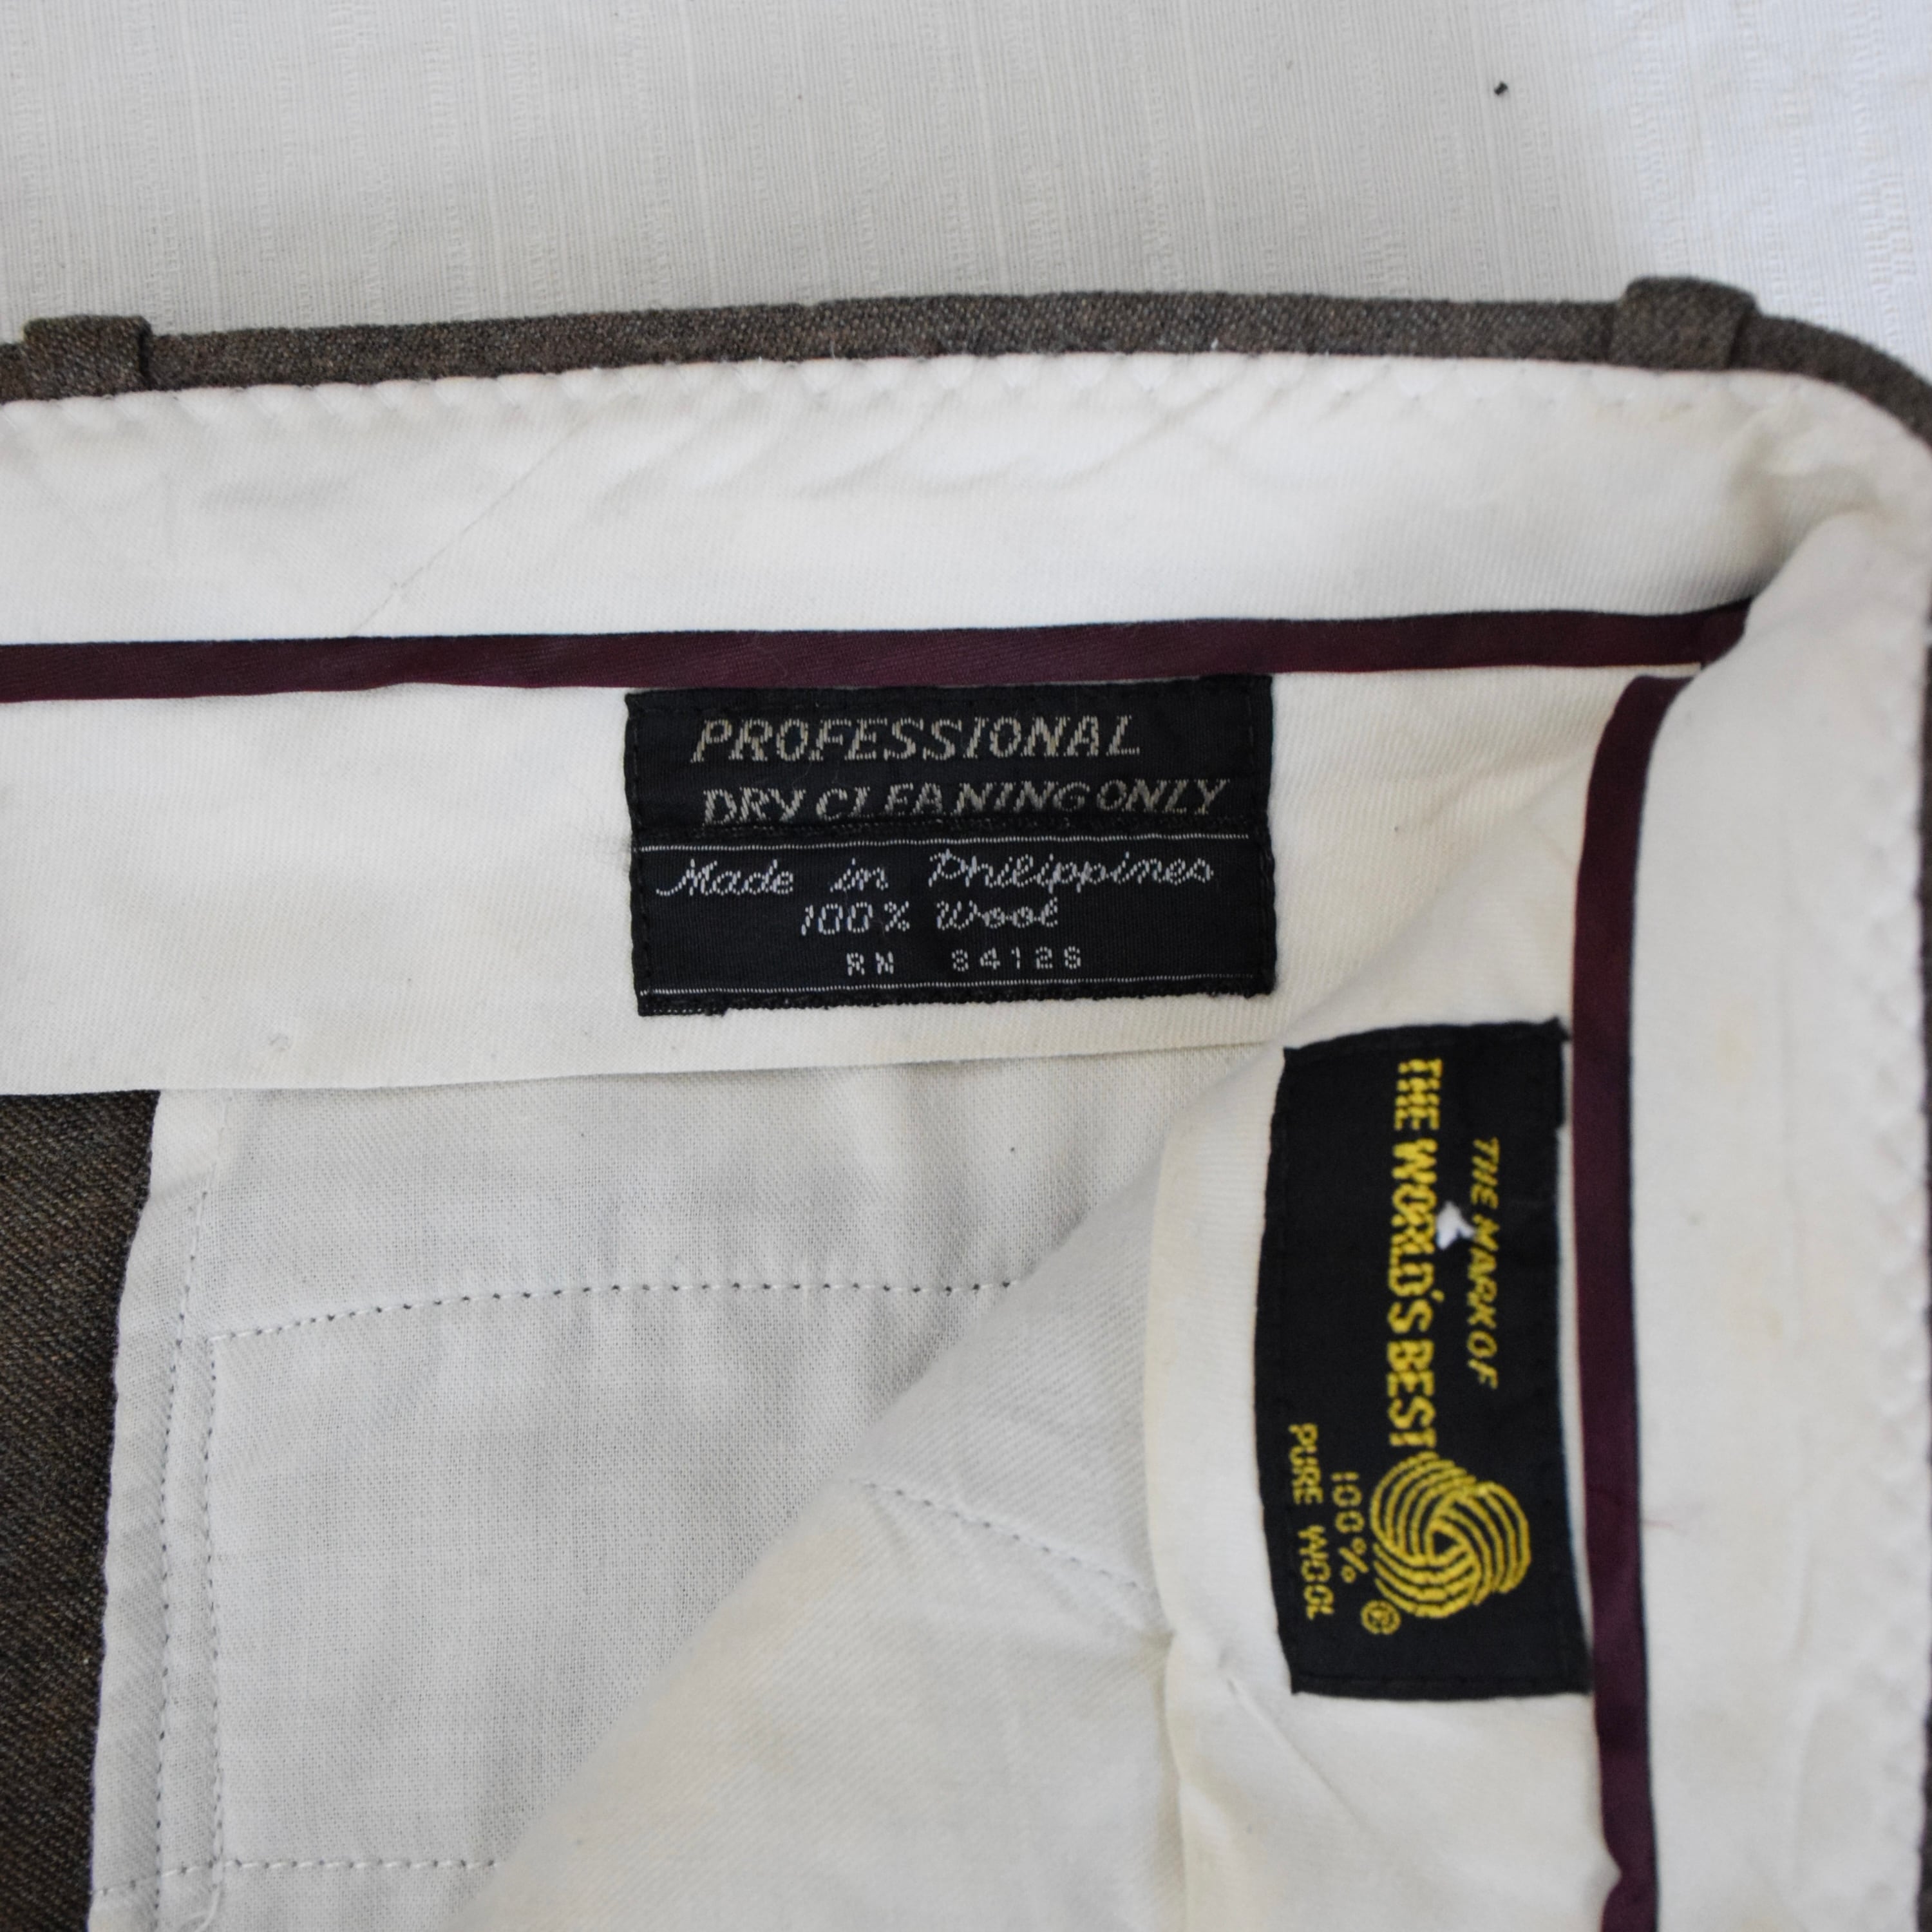 PROFESSIONAL
DRY CLEANING ONLY
Made in Philippines
100% Wool
RN 84128
THE MARK OF
THE WORLD'S BEST
®
100%
PURE WOOL